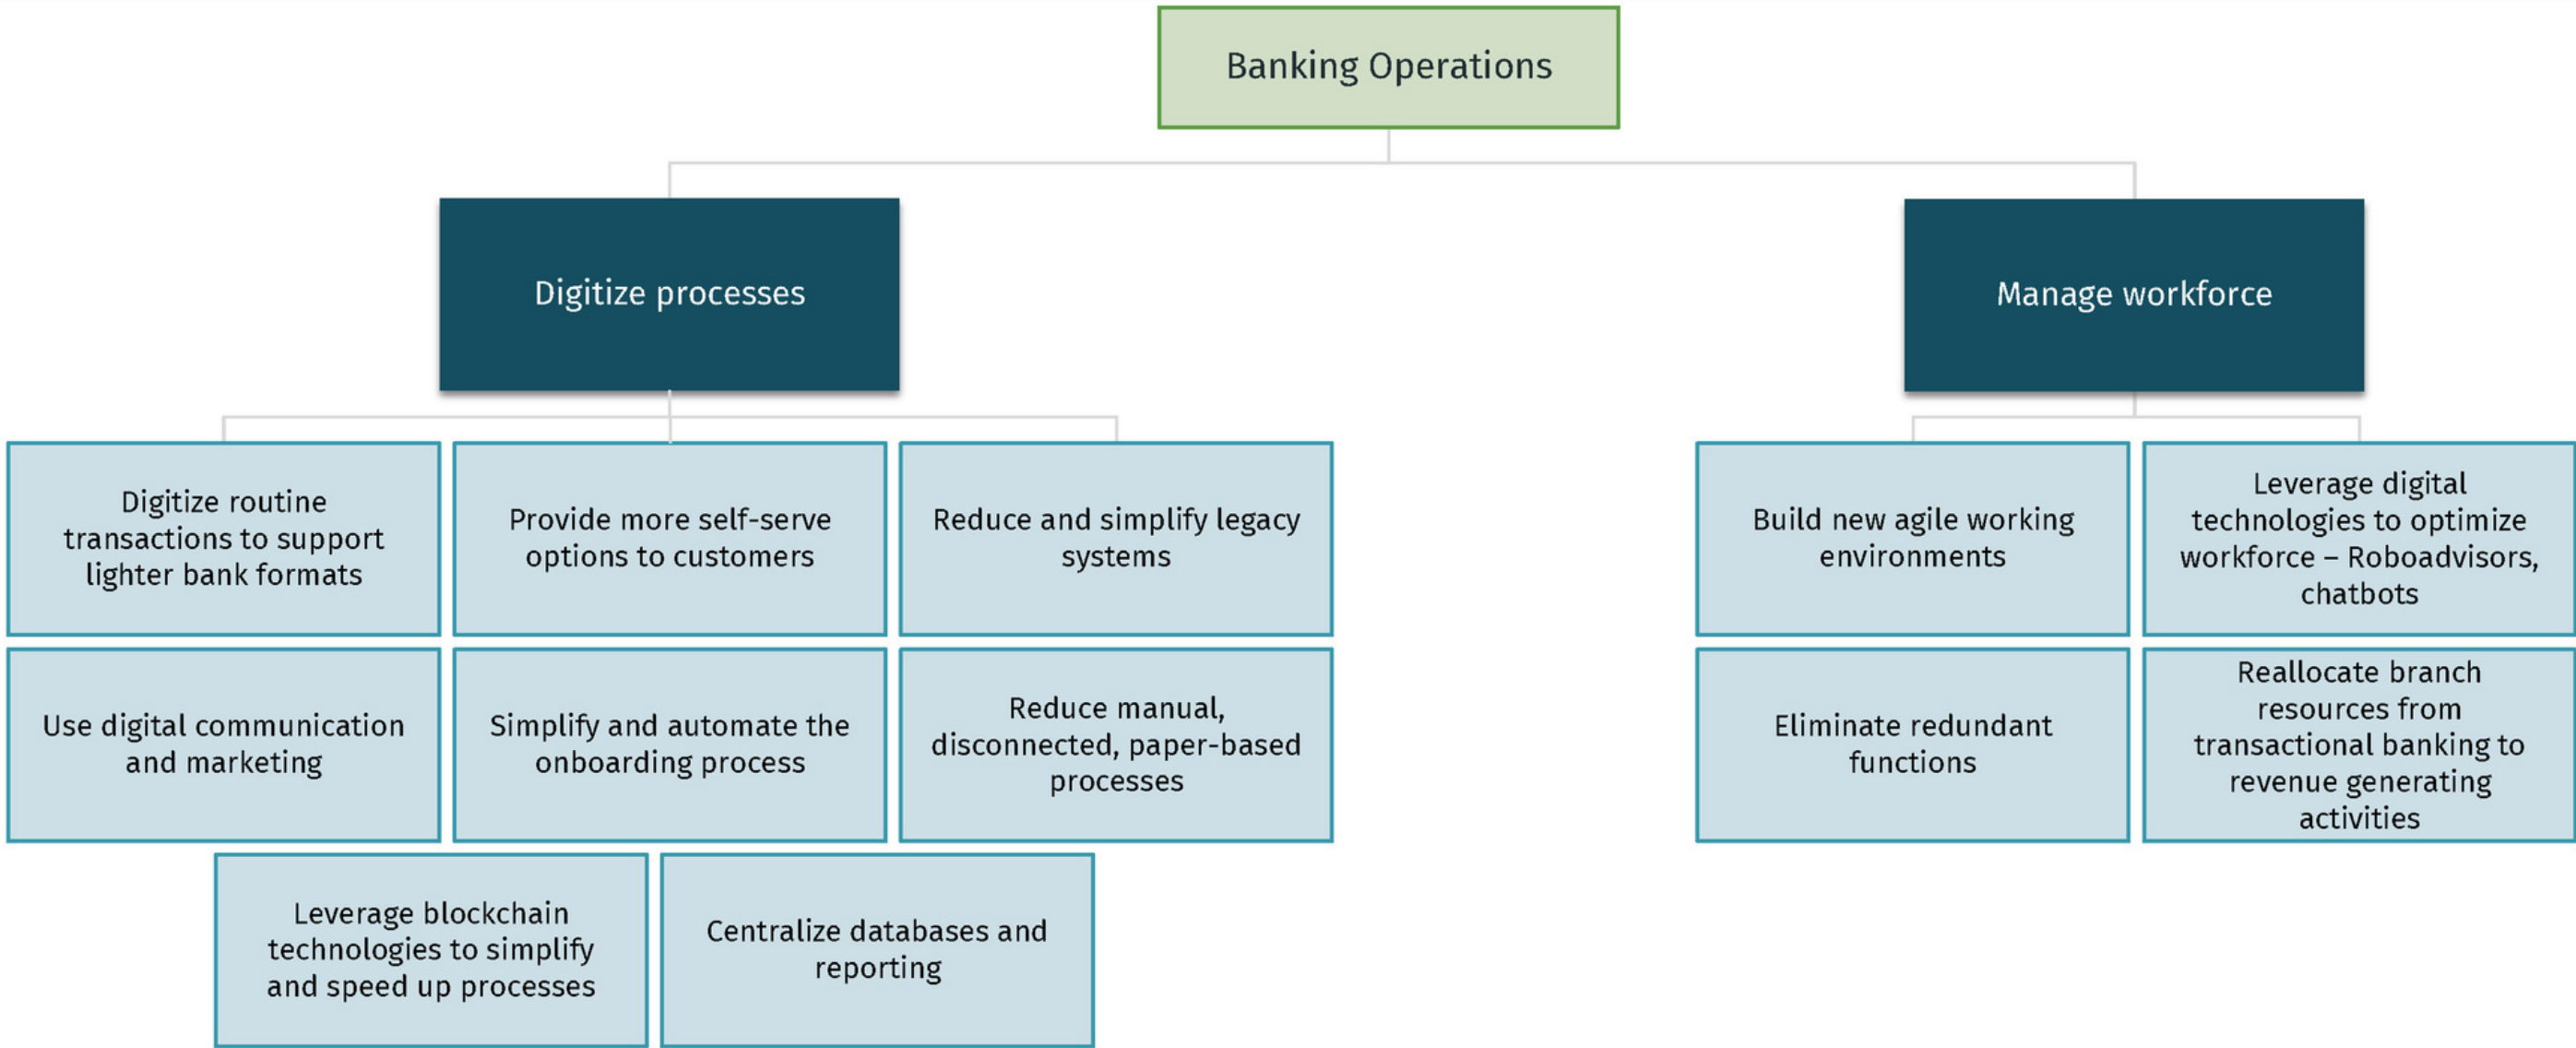 Banking Operations
Digitize processes
Manage workforce
Digitize routine
transactions to support
lighter bank formats
Provide more self-serve
options to customers
Reduce and simplify legacy
systems
Build new agile working
environments
Leverage digital
technologies to optimize
workforce – Roboadvisors,
chatbots
Use digital communication
and marketing
Simplify and automate the
onboarding process
Reduce manual,
disconnected, paper-based
processes
Eliminate redundant
functions
Reallocate branch
resources from
transactional banking to
revenue generating
activities
Leverage blockchain
technologies to simplify
and speed up processes
Centralize databases and
reporting